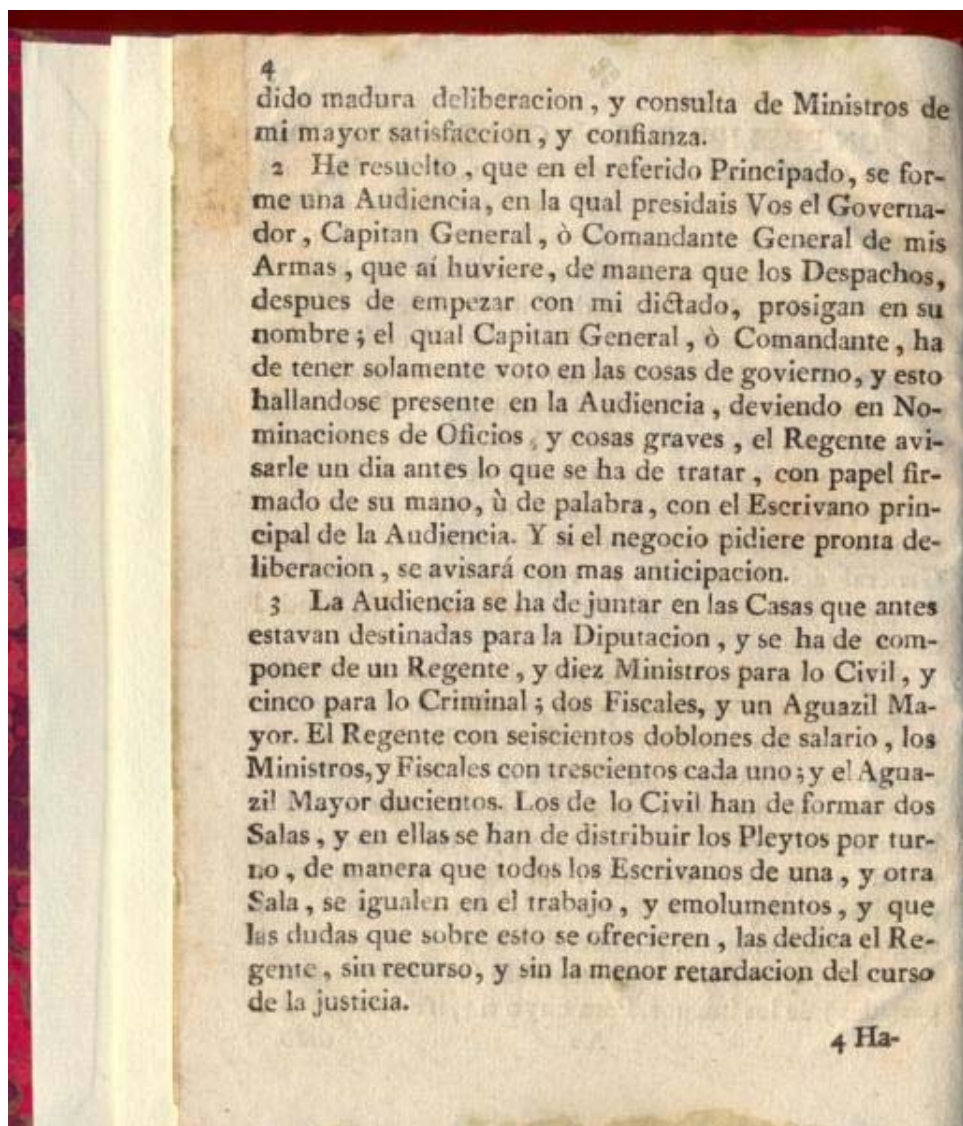 4
dido madura deliberacion, y consulta de Ministros de
mi mayor satisfaccion, y confianza.
2 He resuelto, que en el referido Principado, se for-
me una Audiencia, en la qual presidais Vos el Governa-
dor, Capitan General, ò Comandante General de mis
Armas, que aí huviere, de manera que los Despachos,
despues de empezar con mi dictado, prosigan en su
nombre; el qual Capitan General, ò Comandante, ha
de tener solamente voto en las cosas de govierno, y esto
hallandose presente en la Audiencia, deviendo en No-
minaciones de Oficios, y cosas graves, el Regente avi-
sarle un dia antes lo que se ha de tratar, con papel fir-
mado de su mano, ù de palabra, con el Escrivano prin-
cipal de la Audiencia. Y si el negocio pidiere pronta de-
liberacion, se avisará con mas anticipacion.
3 La Audiencia se ha de juntar en las Casas que antes
estavan destinadas para la Diputacion, y se ha de com-
poner de un Regente, y diez Ministros para lo Civil, y
cinco para lo Criminal; dos Fiscales, y un Aguazil Ma-
yor. El Regente con seiscientos doblones de salario, los
Ministros, y Fiscales con trescientos cada uno; y el Agua-
zil Mayor ducientos. Los de lo Civil han de formar dos
Salas, y en ellas se han de distribuir los Pleytos por tur-
no, de manera que todos los Escrivanos de una, y otra
Sala, se igualen en el trabajo, y emolumentos, y que
las dudas que sobre esto se ofrecieren, las dedica el Re-
gente, sin recurso, y sin la menor retardacion del curso
de la justicia.
4 Ha-